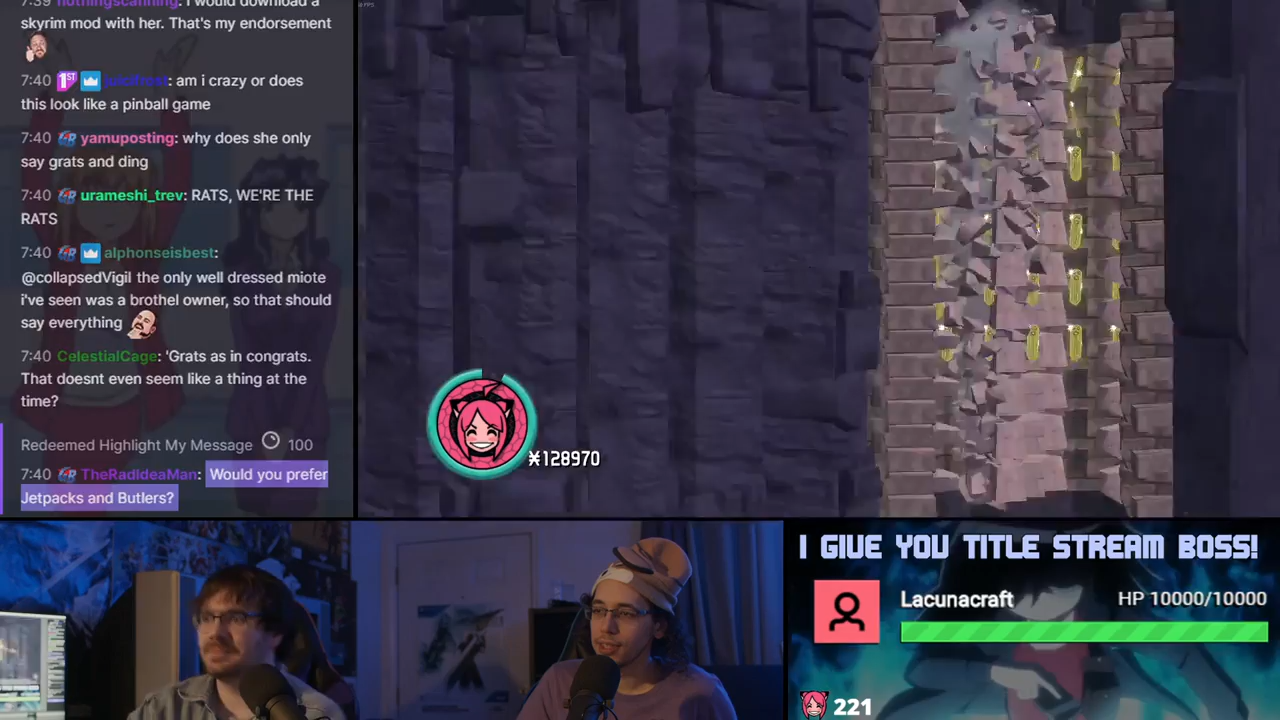 7:39 nothingscanning: I would download a
skyrim mod with her. That's my endorsement
7:40 juicifrost: am i crazy or does
this look like a pinball game
7:40 yamuposting: why does she only
say grats and ding
7:40 urameshi_trev: RATS, WE'RE THE
RATS
7:40 alphonseisbest:
@collapsedVigil the only well dressed miote
i've seen was a brothel owner, so that should
say everything
7:40 CelestialCage: 'Grats as in congrats.
That doesnt even seem like a thing at the
time?
Redeemed Highlight My Message 100
7:40 TheRadIdeaMan: Would you prefer
Jetpacks and Butlers?
FPS
128970
I GIVE YOU TITLE STREAM BOSS!
Lacunacraft HP 10000/10000
221